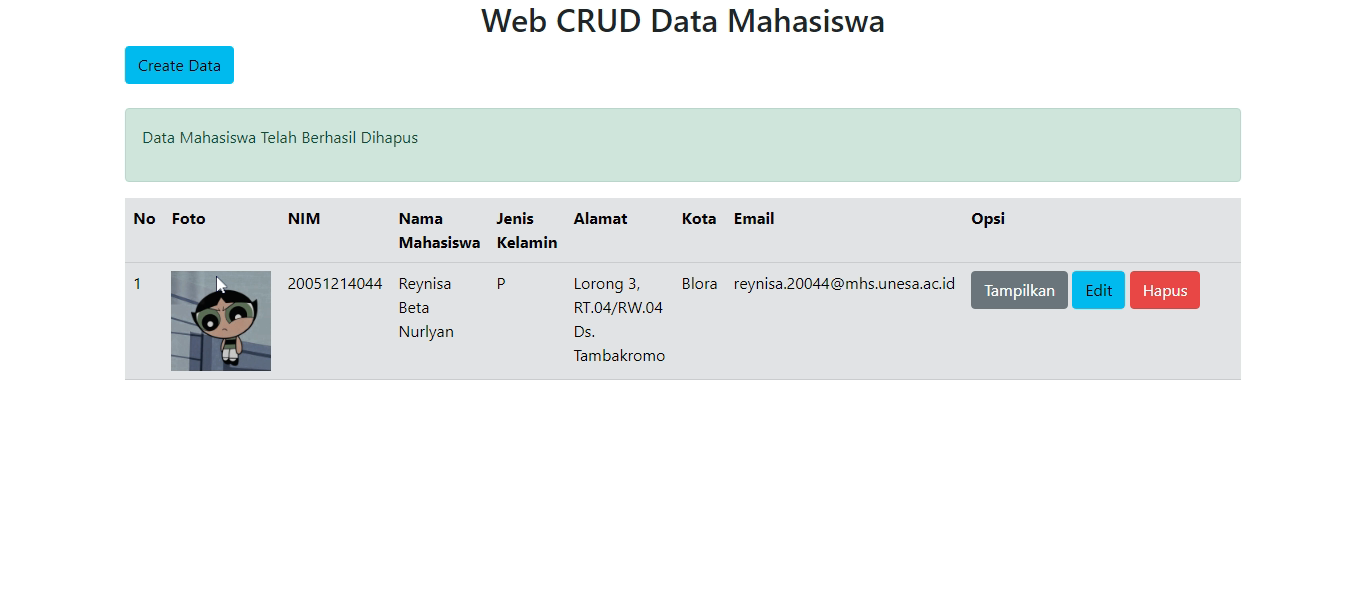 Web CRUD Data Mahasiswa
Create Data
Data Mahasiswa Telah Berhasil Dihapus
No Foto NIM Nama Mahasiswa Jenis Kelamin Alamat Kota Email Opsi
1 20051214044 Reynisa Beta Nurlyan P Lorong 3, RT.04/RW.04 Ds. Tambakromo Blora reynisa.20044@mhs.unesa.ac.id Tampilkan Edit Hapus